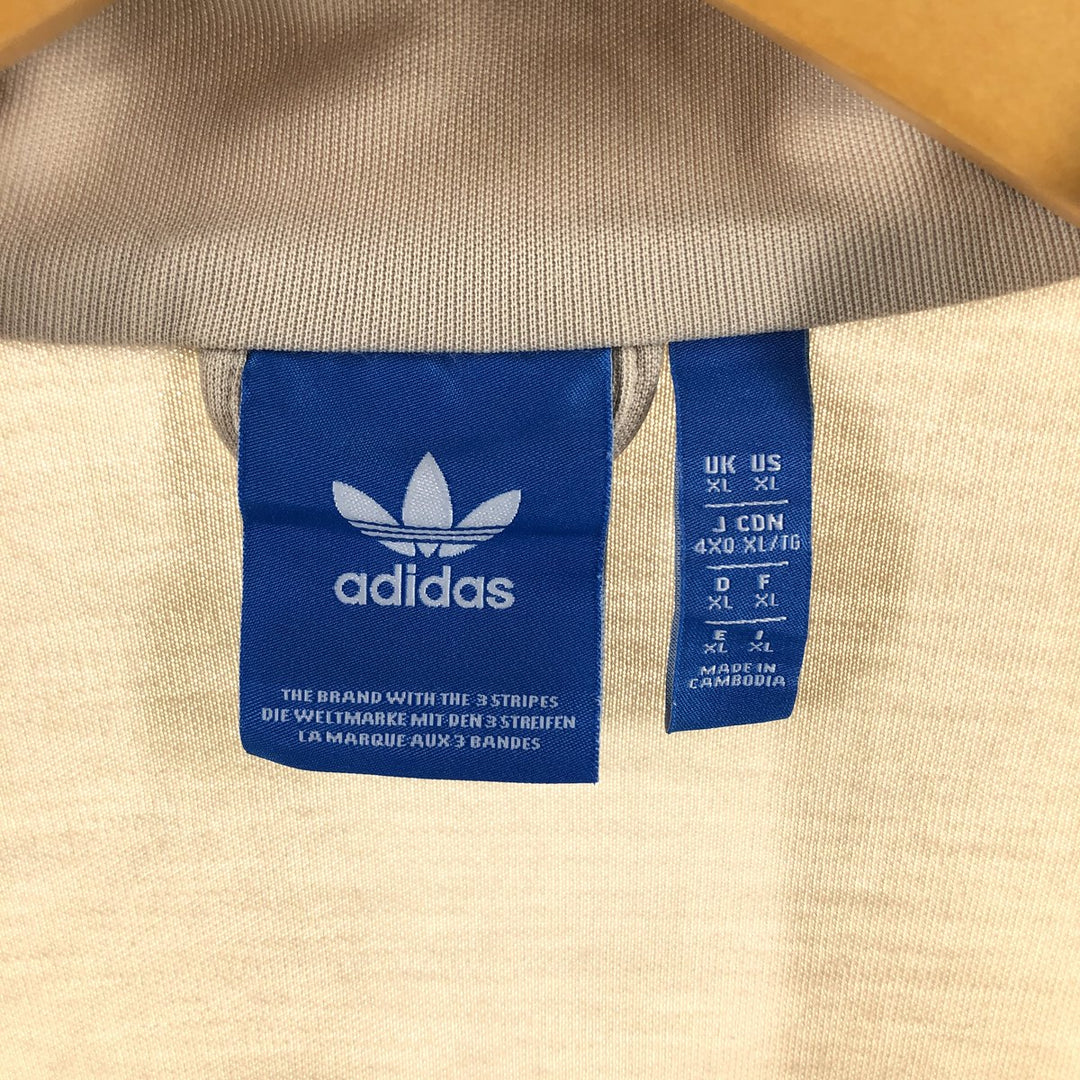 adidas
THE BRAND WITH THE 3 STRIPES
DIE WELTMARKE MIT DEN 3 STREIFEN
LA MARQUE AUX 3 BANDES
UK US
XL XL
J CDN
4XO XL/TG
D F
XL XL
E I
XL XL
MADE IN
CAMBODIA